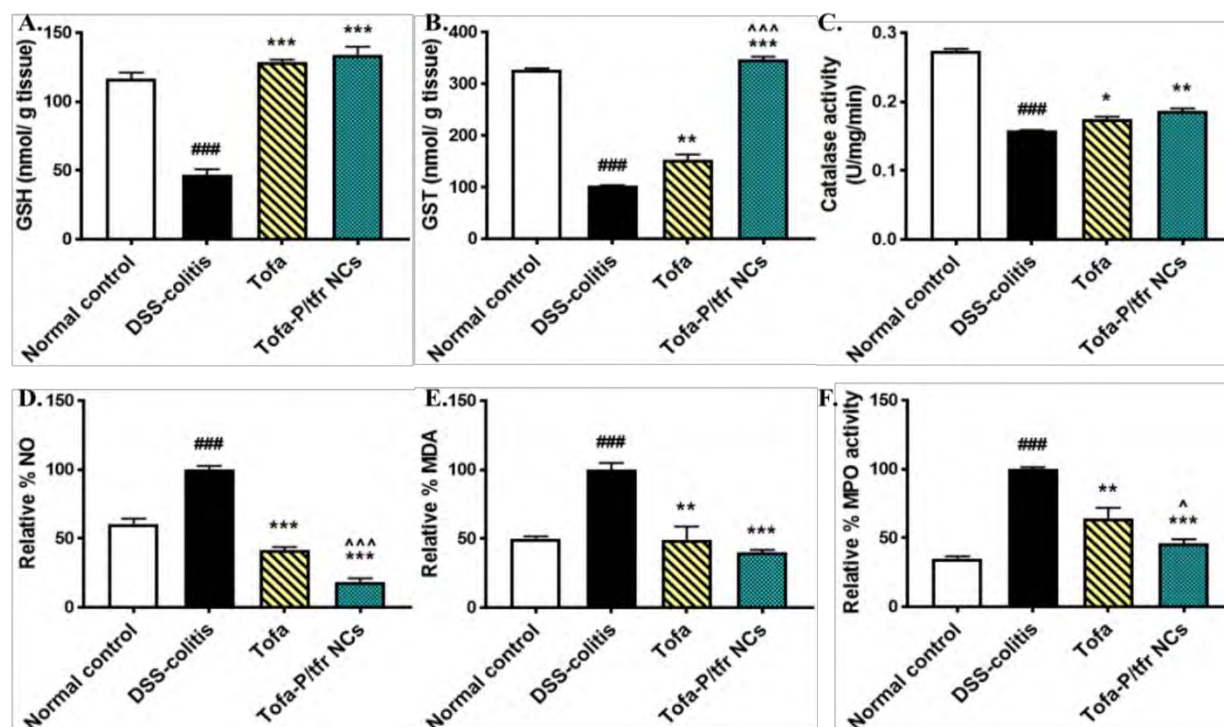 A.
GSH (nmol/ g tissue)
150
100
50
0
###
***
***
Normal control
DSS-colitis
Tofa
Tofa-P/tfr NCs
B.
GST (nmol/ g tissue)
400
300
200
100
0
###
**
^^^
***
Normal control
DSS-colitis
Tofa
Tofa-P/tfr NCs
C.
Catalase activity
(U/mg/min)
0.3
0.2
0.1
0.0
###
*
**
Normal control
DSS-colitis
Tofa
Tofa-P/tfr NCs
D.
Relative % NO
150
100
50
0
###
***
^^^
***
Normal control
DSS-colitis
Tofa
Tofa-P/tfr NCs
E.
Relative % MDA
150
100
50
0
###
**
***
Normal control
DSS-colitis
Tofa
Tofa-P/tfr NCs
F.
Relative % MPO activity
150
100
50
0
###
**
^
***
Normal control
DSS-colitis
Tofa
Tofa-P/tfr NCs